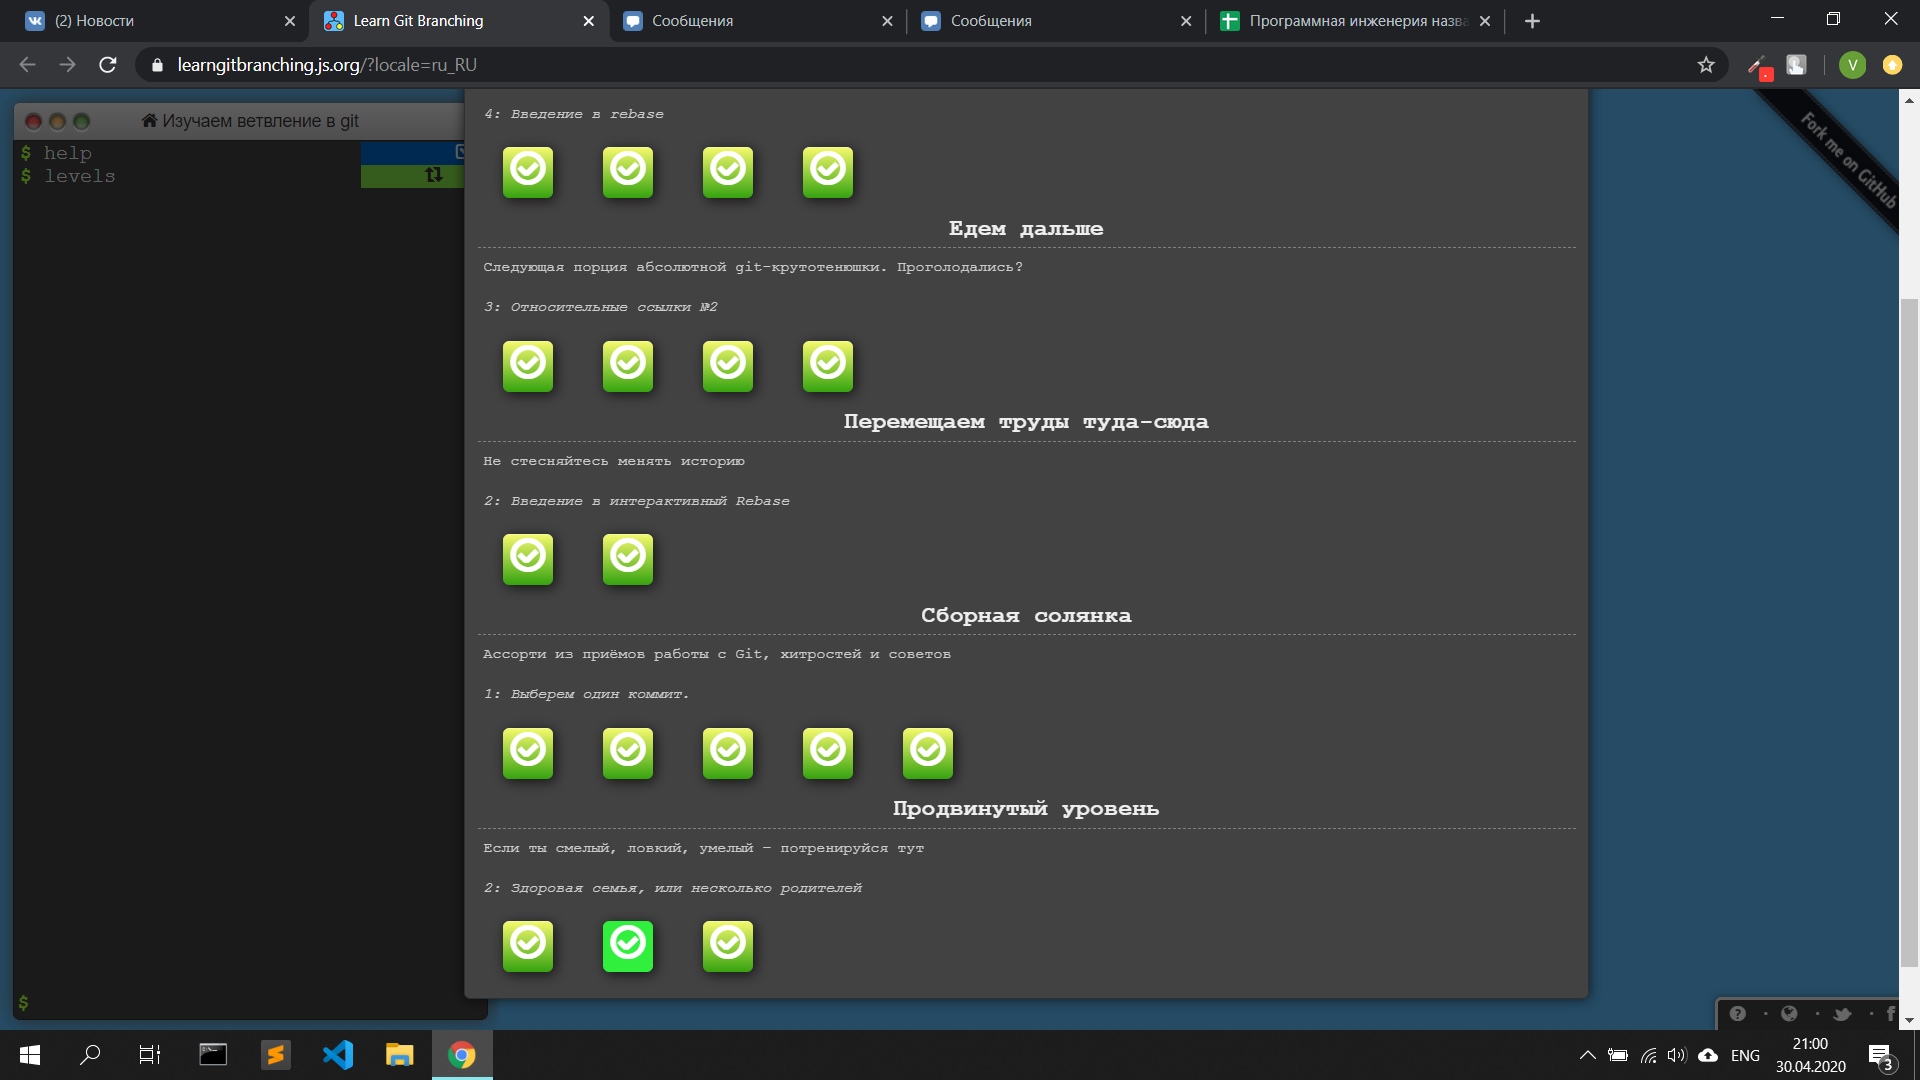 (2) Новости
Learn Git Branching
Сообщения
Сообщения
Программная инженерия назва
learngitbranching.js.org/?locale=ru_RU
V
Изучаем ветвление в git
$ help
$ levels
$
4: Введение в rebase
Едем дальше
Следующая порция абсолютной git-крутотенюшки. Проголодались?
3: Относительные ссылки №2
Перемещаем труды туда-сюда
Не стесняйтесь менять историю
2: Введение в интерактивный Rebase
Сборная солянка
Ассорти из приёмов работы с Git, хитростей и советов
1: Выберем один коммит.
Продвинутый уровень
Если ты смелый, ловкий, умелый – потренируйся тут
2: Здоровая семья, или несколько родителей
Fork me on GitHub
ENG
21:00
30.04.2020
3